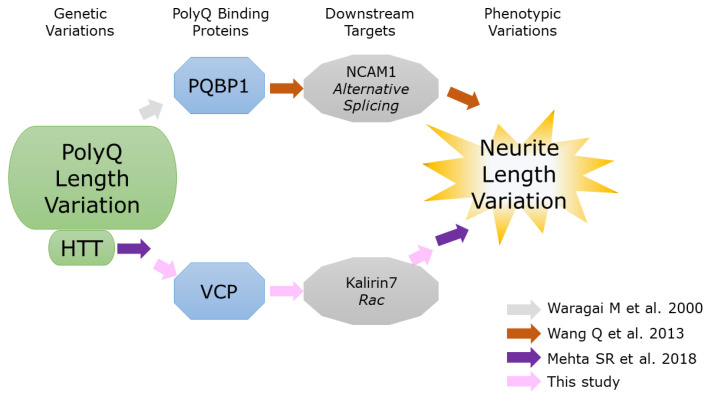 Genetic
Variations
PolyQ Binding
Proteins
Downstream
Targets
Phenotypic
Variations
PQBP1
NCAM1
Alternative
Splicing
PolyQ
Length
Variation
HTT
Neurite
Length
Variation
VCP
Kalirin7
Rac
Waragai M et al. 2000
Wang Q et al. 2013
Mehta SR et al. 2018
This study